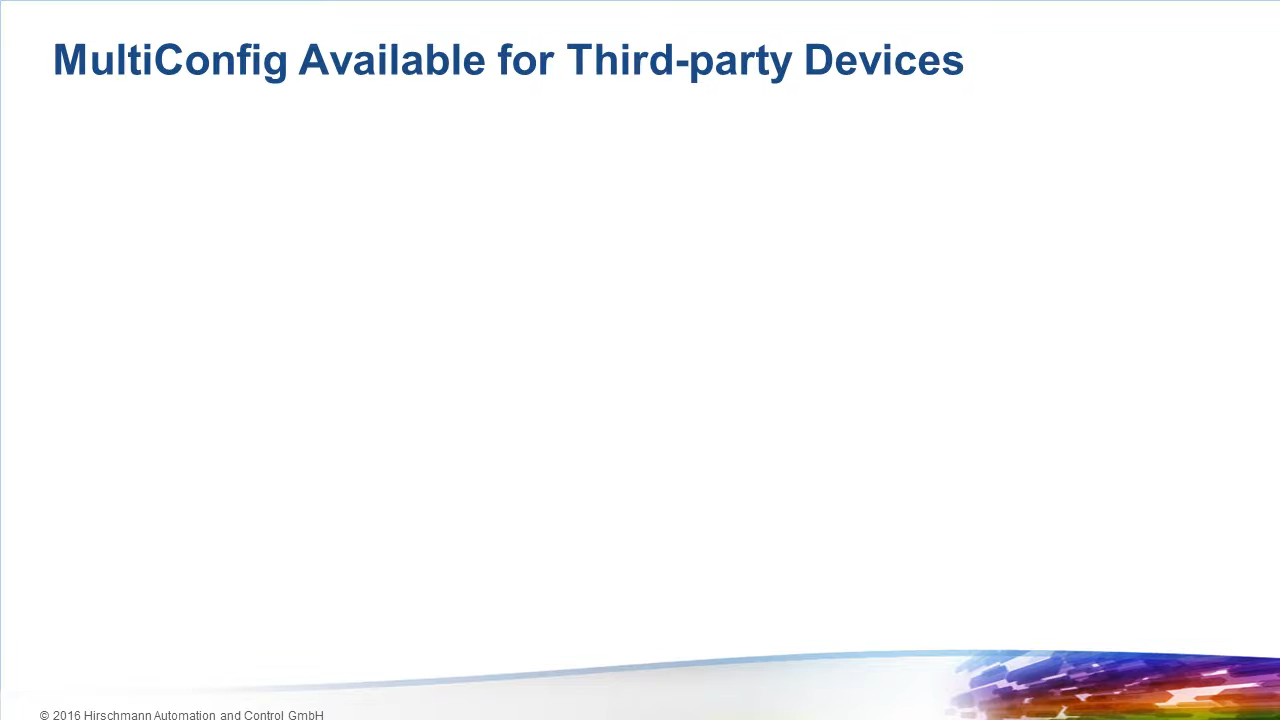 MultiConfig Available for Third-party Devices
© 2016 Hirschmann Automation and Control GmbH